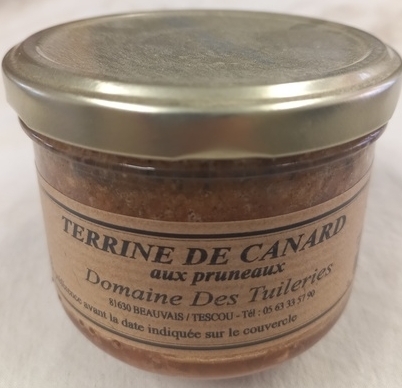 TERRINE DE CANARD
aux pruneaux
Domaine Des Tuileries
81630 BEAUVAIS / TESCOU - Tél : 05 63 33 57 90
avant la date indiquée sur le couvercle